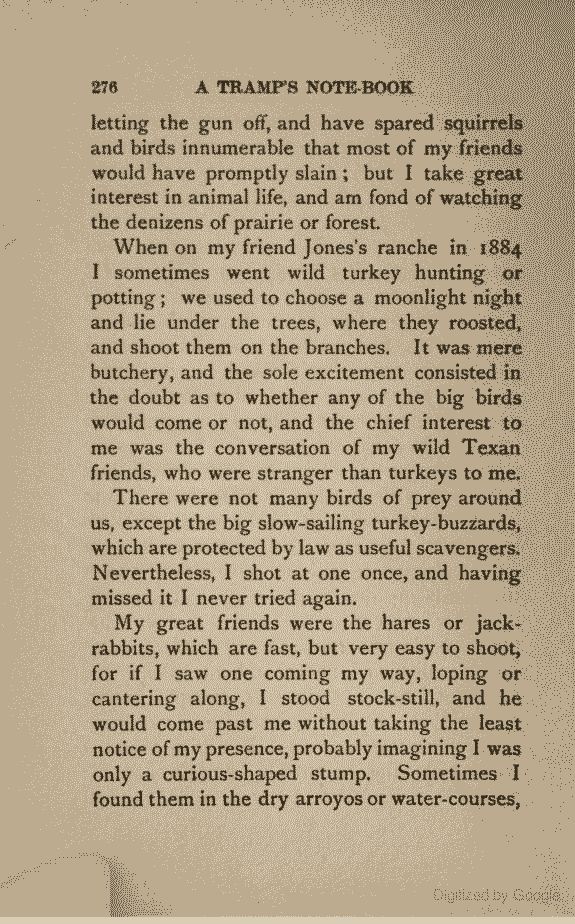 276 A TRAMP'S NOTE-BOOK
letting the gun off, and have spared squirrels
and birds innumerable that most of my friends
would have promptly slain ; but I take great
interest in animal life, and am fond of watching
the denizens of prairie or forest.
When on my friend Jones's ranche in 1884
I sometimes went wild turkey hunting or
potting ; we used to choose a moonlight night
and lie under the trees, where they roosted,
and shoot them on the branches. It was mere
butchery, and the sole excitement consisted in
the doubt as to whether any of the big birds
would come or not, and the chief interest to
me was the conversation of my wild Texan
friends, who were stranger than turkeys to me.
There were not many birds of prey around
us, except the big slow-sailing turkey-buzzards,
which are protected by law as useful scavengers.
Nevertheless, I shot at one once, and having
missed it I never tried again.
My great friends were the hares or jack-
rabbits, which are fast, but very easy to shoot,
for if I saw one coming my way, loping or
cantering along, I stood stock-still, and he
would come past me without taking the least
notice of my presence, probably imagining I was
only a curious-shaped stump. Sometimes I
found them in the dry arroyos or water-courses,
Digitized by Google